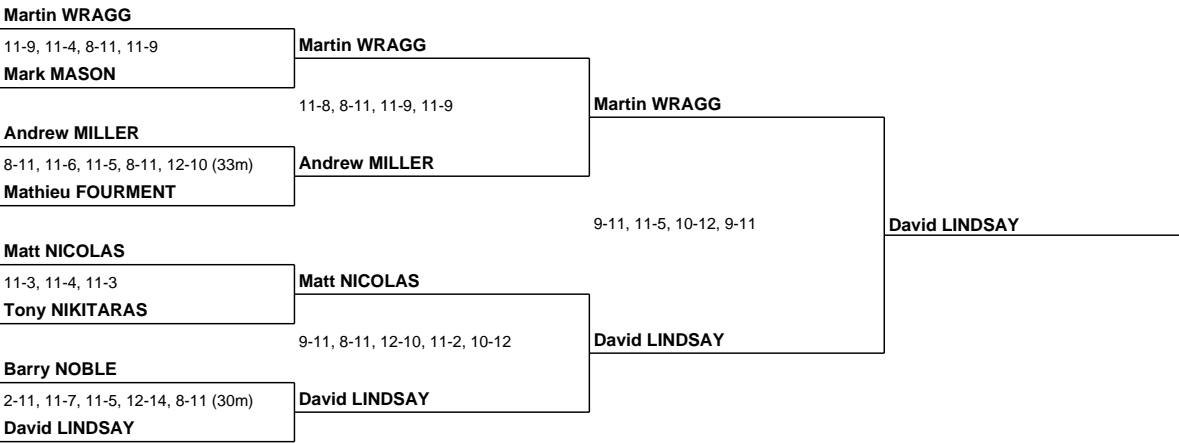 Martin WRAGG
11-9, 11-4, 8-11, 11-9
Martin WRAGG
Mark MASON
11-8, 8-11, 11-9, 11-9
Martin WRAGG
Andrew MILLER
8-11, 11-6, 11-5, 8-11, 12-10 (33m)
Andrew MILLER
Mathieu FOURMENT
9-11, 11-5, 10-12, 9-11
David LINDSAY
Matt NICOLAS
11-3, 11-4, 11-3
Matt NICOLAS
Tony NIKITARAS
9-11, 8-11, 12-10, 11-2, 10-12
David LINDSAY
Barry NOBLE
2-11, 11-7, 11-5, 12-14, 8-11 (30m)
David LINDSAY
David LINDSAY